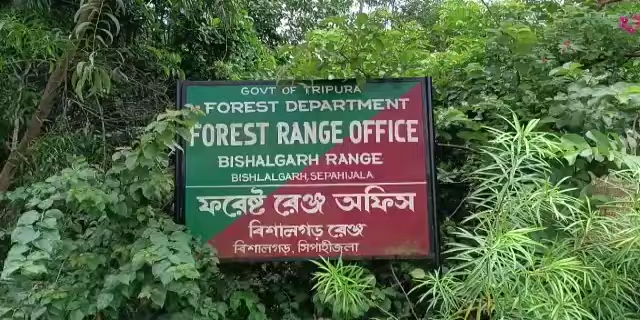 GOVT OF TRIPURA
FOREST DEPARTMENT
FOREST RANGE OFFICE
BISHALGARH RANGE
BISHLALGARH, SEPAHIJALA
ফরেষ্ট রেঞ্জ অফিস
বিশালগড় রেঞ্জ
বিশালগড়, সিপাহীজলা